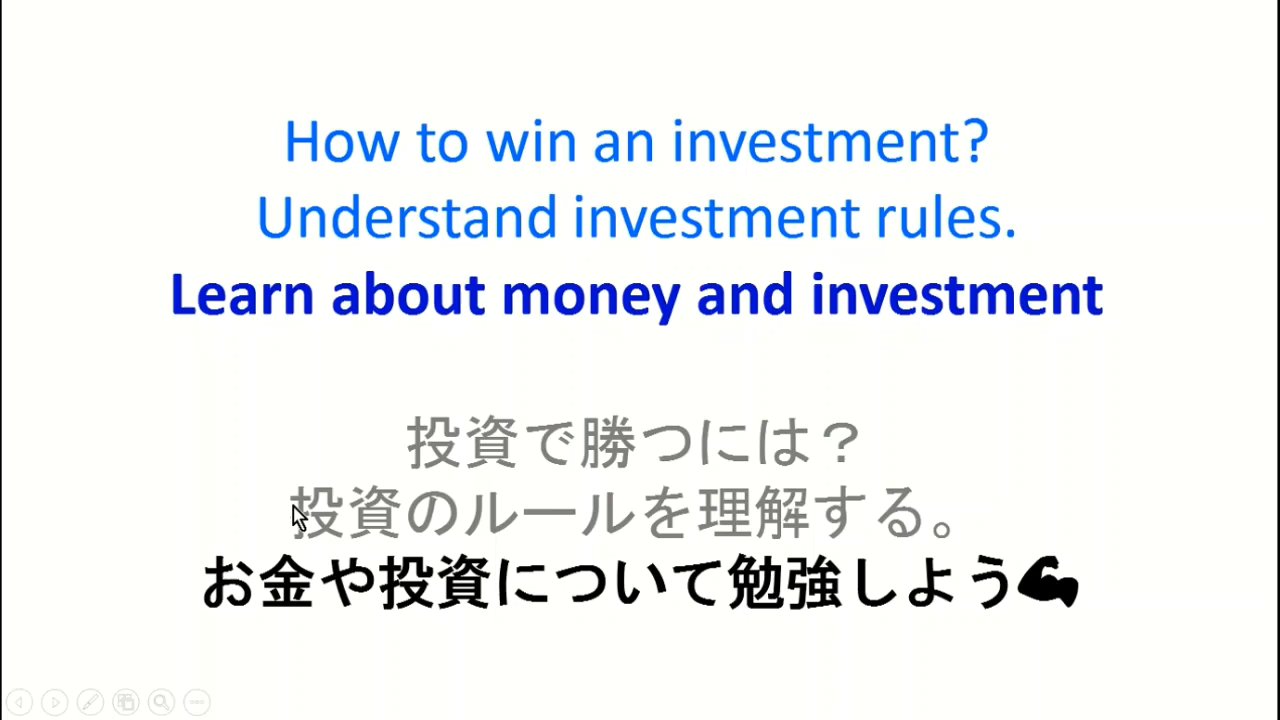 How to win an investment?
Understand investment rules.
Learn about money and investment
投資で勝つには？
投資のルールを理解する。
お金や投資について勉強しよう💪